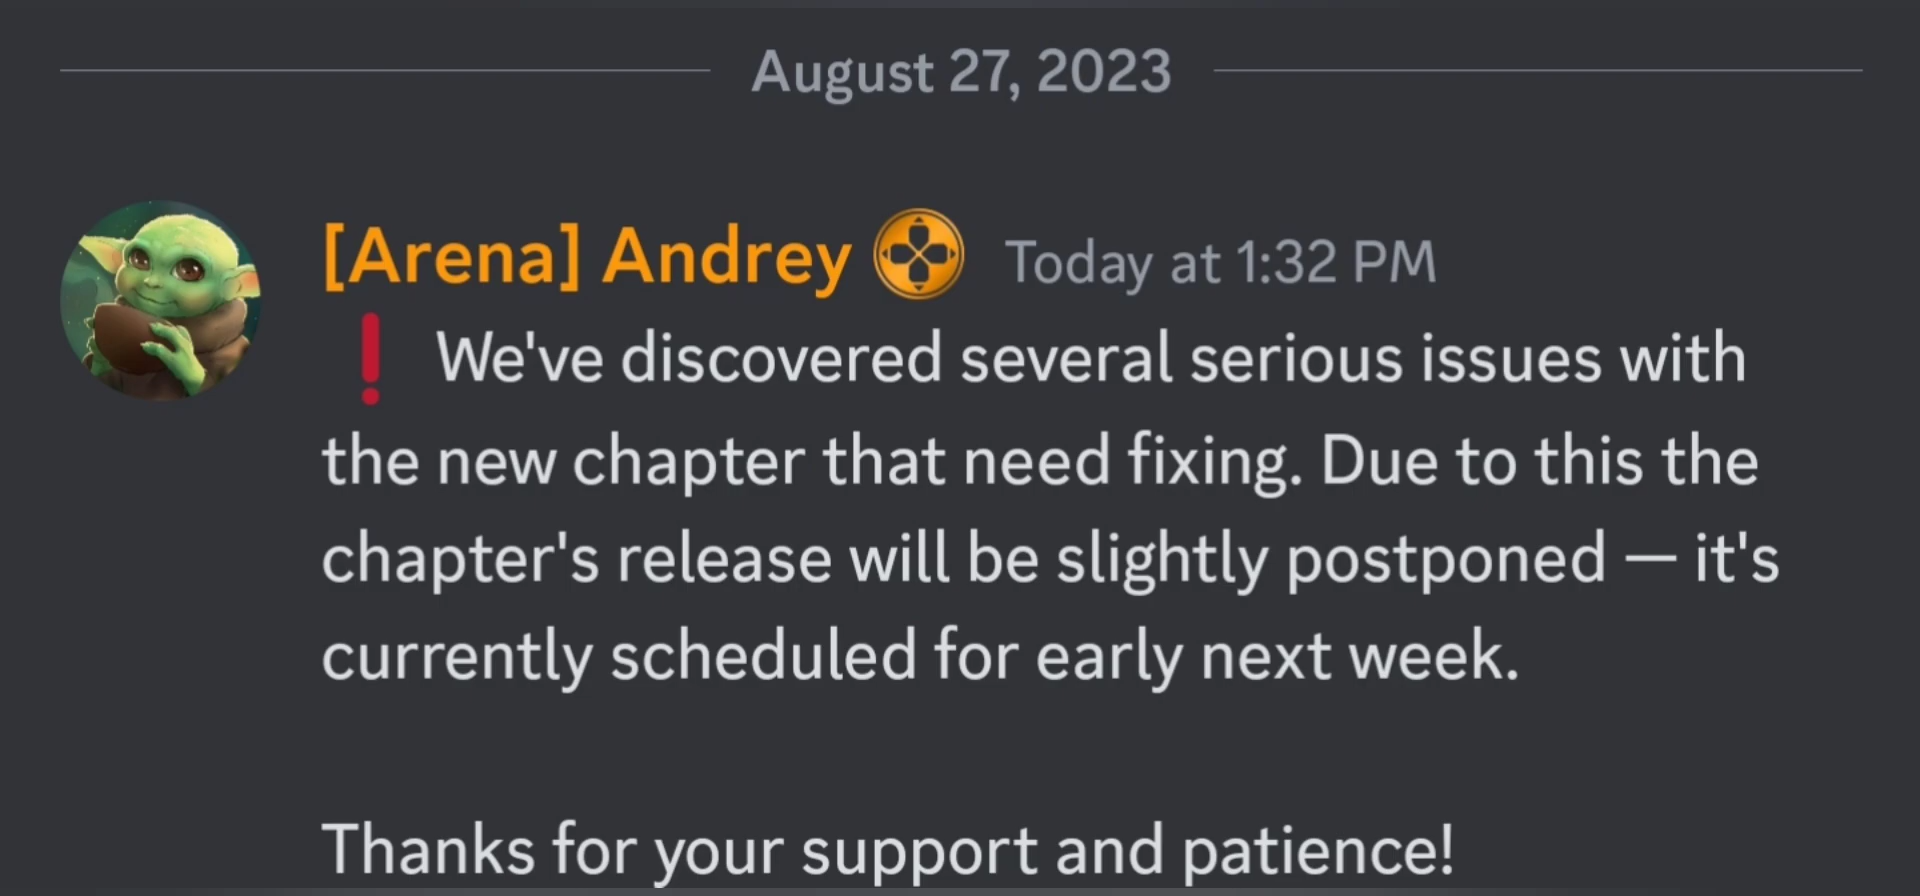 August 27, 2023
[Arena] Andrey Today at 1:32 PM
❗ We've discovered several serious issues with
the new chapter that need fixing. Due to this the
chapter's release will be slightly postponed — it's
currently scheduled for early next week.
Thanks for your support and patience!